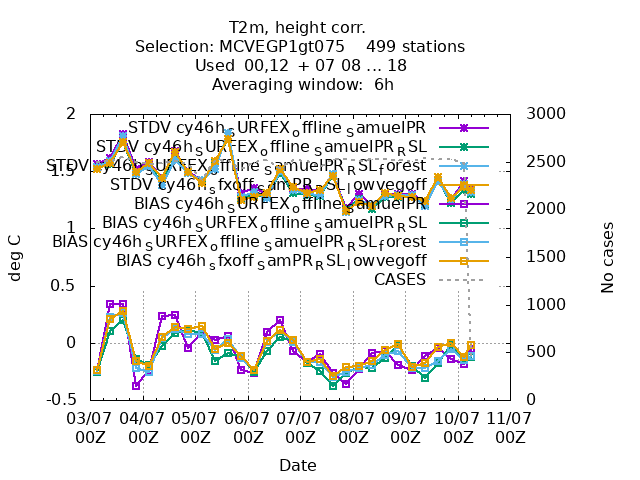 T2m, height corr.
Selection: MCVEGP1gt075 499 stations
Used 00,12 + 07 08 ... 18
Averaging window: 6h
deg C
No cases
2
1.5
1
0.5
0
-0.5
3000
2500
2000
1500
1000
500
0
STDV cy46h_SURFEX_offline_SamuelPR
STDV cy46h_SURFEX_offline_SamuelPR_RSL
STDV cy46h_SURFEX_offline_SamuelPR_RSL_forest
STDV cy46h_sfxoff_SamPR_RSL_lowvegoff
BIAS cy46h_SURFEX_offline_SamuelPR
BIAS cy46h_SURFEX_offline_SamuelPR_RSL
BIAS cy46h_SURFEX_offline_SamuelPR_RSL_forest
BIAS cy46h_sfxoff_SamPR_RSL_lowvegoff
CASES
03/07 04/07 05/07 06/07 07/07 08/07 09/07 10/07 11/07
00Z 00Z 00Z 00Z 00Z 00Z 00Z 00Z 00Z
Date